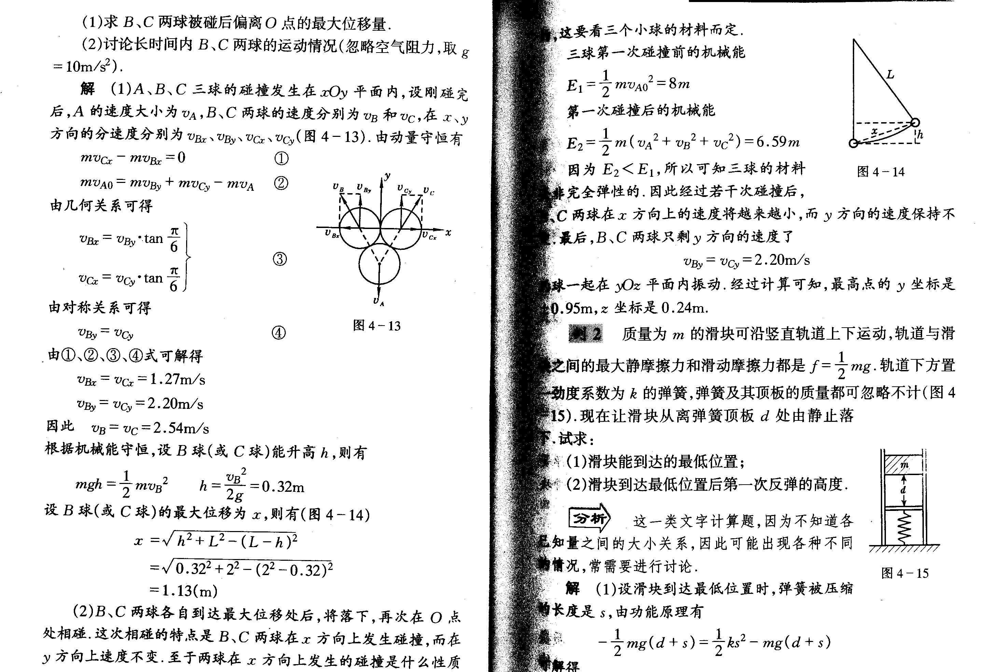 (1)求 B、C 两球被碰后偏离 O 点的最大位移量.
(2)讨论长时间内 B、C 两球的运动情况(忽略空气阻力,取 g
=10m/s²).
解 (1)A、B、C 三球的碰撞发生在 xOy 平面内,设刚碰完
后,A 的速度大小为 v_A,B、C 两球的速度分别为 v_B 和 v_C,在 x、y
方向的分速度分别为 v_Bx、v_By、v_Cx、v_Cy(图 4-13).由动量守恒有
mv_Cx - mv_Bx = 0 ①
mv_A0 = mv_By + mv_Cy - mv_A ②
由几何关系可得
v_Bx = v_By·tan π/6
v_Cx = v_Cy·tan π/6 ③
由对称关系可得
v_By = v_Cy ④
由①、②、③、④式可解得
v_Bx = v_Cx = 1.27m/s
v_By = v_Cy = 2.20m/s
因此 v_B = v_C = 2.54m/s
根据机械能守恒,设 B 球(或 C 球)能升高 h,则有
mgh = 1/2 mv_B² h = v_B²/2g = 0.32m
设 B 球(或 C 球)的最大位移为 x,则有(图 4-14)
x = √(h² + L² - (L - h)²)
= √(0.32² + 2² - (2² - 0.32)²)
= 1.13(m)
(2)B、C 两球各自到达最大位移处后,将落下,再次在 O 点
处相碰.这次相碰的特点是 B、C 两球在 x 方向上发生碰撞,而在
y 方向上速度不变.至于两球在 x 方向上发生的碰撞是什么性质
v_B v_By y v_Cy v_C
v_Bx v_Cx x
v_A
图 4-13
,这要看三个小球的材料而定.
三球第一次碰撞前的机械能
E₁ = 1/2 mv_A0² = 8m
第一次碰撞后的机械能
E₂ = 1/2 m(v_A² + v_B² + v_C²) = 6.59m
因为 E₂ < E₁,所以可知三球的材料
非完全弹性的.因此经过若干次碰撞后,
、C 两球在 x 方向上的速度将越来越小,而 y 方向的速度保持不
.最后,B、C 两球只剩 y 方向的速度了
v_By = v_Cy = 2.20m/s
球一起在 yOz 平面内振动.经过计算可知,最高点的 y 坐标是
0.95m,z 坐标是 0.24m.
L
x
h
图 4-14
例 2 质量为 m 的滑块可沿竖直轨道上下运动,轨道与滑
之间的最大静摩擦力和滑动摩擦力都是 f = 1/2 mg.轨道下方置
一劲度系数为 k 的弹簧,弹簧及其顶板的质量都可忽略不计(图 4
15).现在让滑块从离弹簧顶板 d 处由静止落
下.试求:
(1)滑块能到达的最低位置;
(2)滑块到达最低位置后第一次反弹的高度.
分析 这一类文字计算题,因为不知道各
已知量之间的大小关系,因此可能出现各种不同
的情况,常需要进行讨论.
解 (1)设滑块到达最低位置时,弹簧被压缩
的长度是 s,由功能原理有
-1/2 mg(d + s) = 1/2 ks² - mg(d + s)
解得
m
d
图 4-15